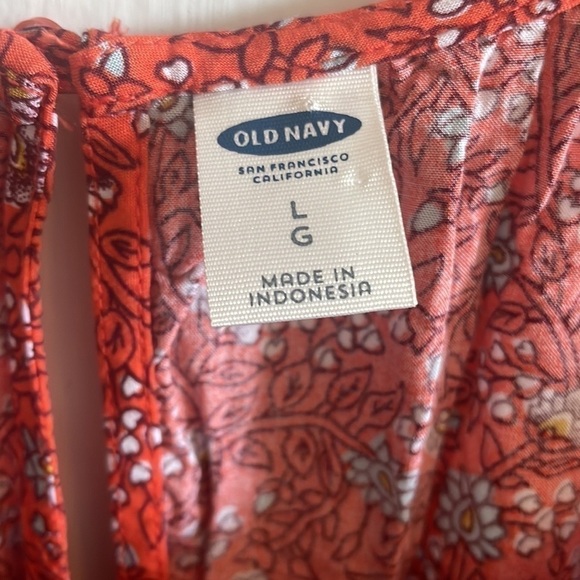 OLD NAVY
SAN FRANCISCO
CALIFORNIA
L
G
MADE IN
INDONESIA